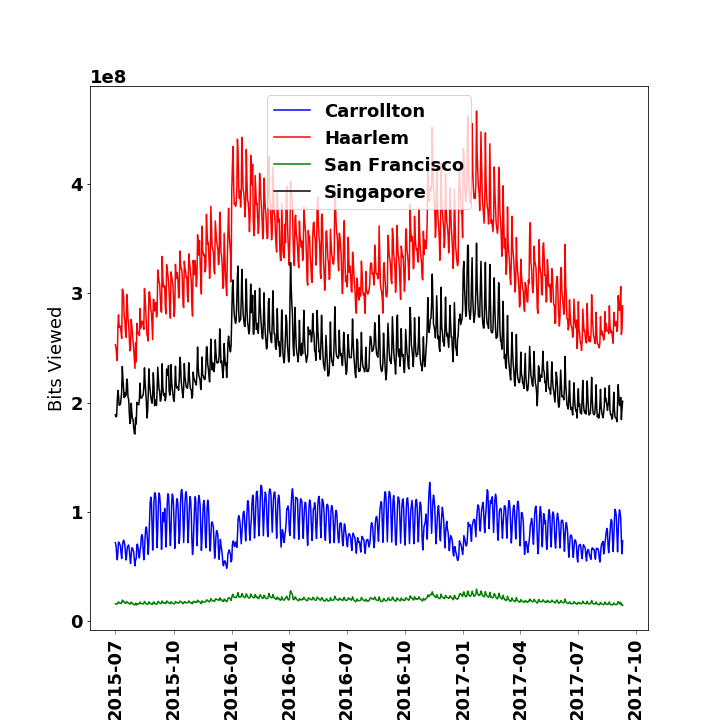 1e8
Carrollton
Haarlem
San Francisco
Singapore
4
3
2
1
0
Bits Viewed
2015-07
2015-10
2016-01
2016-04
2016-07
2016-10
2017-01
2017-04
2017-07
2017-10